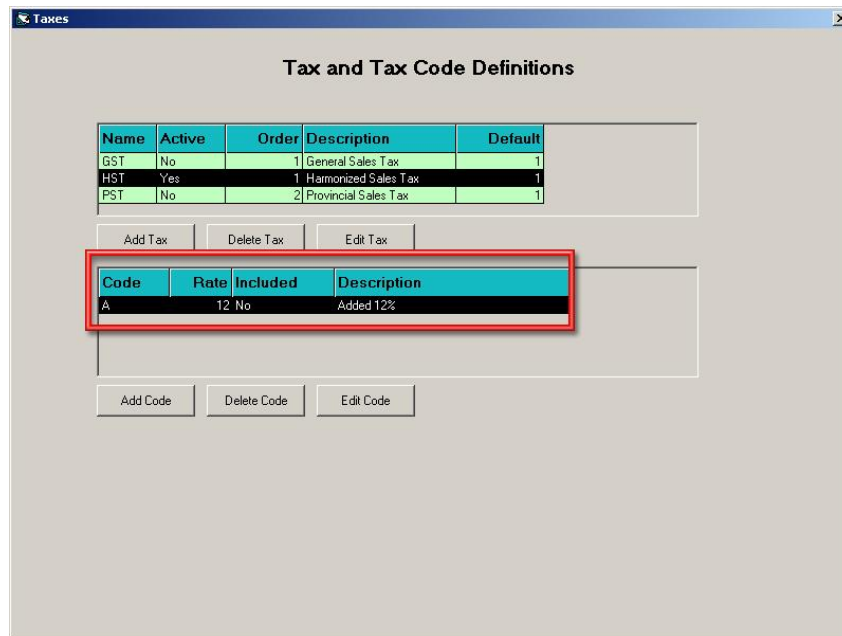 Taxes
Tax and Tax Code Definitions
Name Active Order Description Default
GST No 1 General Sales Tax 1
HST Yes 1 Harmonized Sales Tax 1
PST No 2 Provincial Sales Tax 1
Add Tax Delete Tax Edit Tax
Code Rate Included Description
A 12 No Added 12%
Add Code Delete Code Edit Code